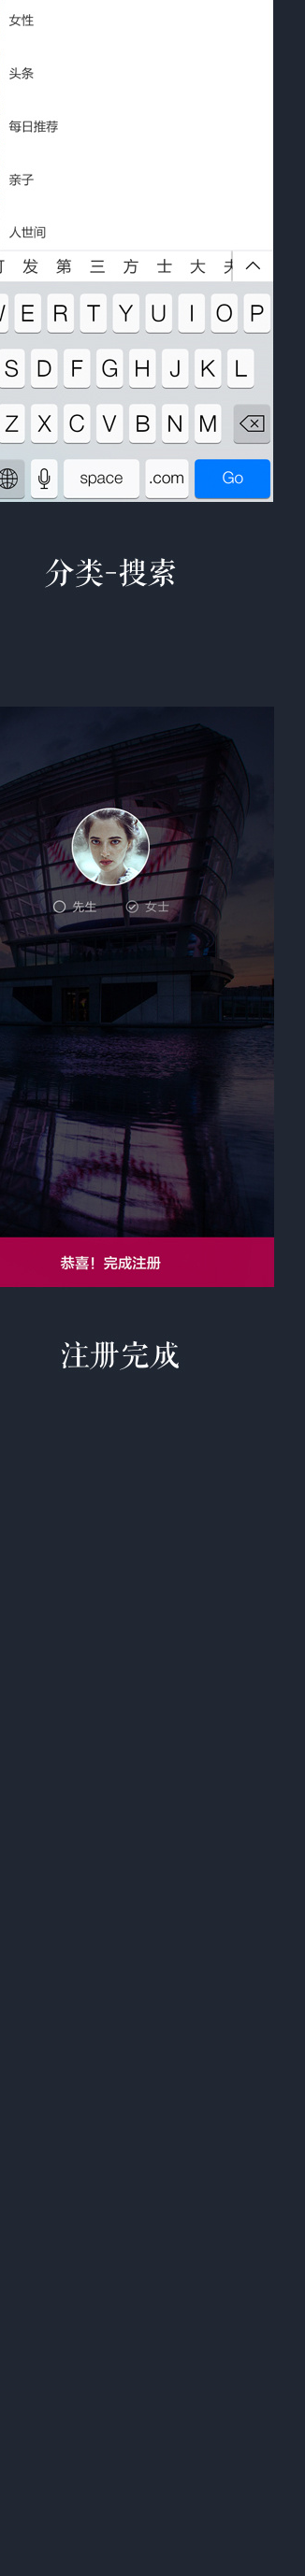 女性
头条
每日推荐
亲子
人世间
发 第 三 方 士 大
E R T Y U I O P
S D F G H J K L
Z X C V B N M
space .com Go
分类-搜索
先生 女士
恭喜！完成注册
注册完成